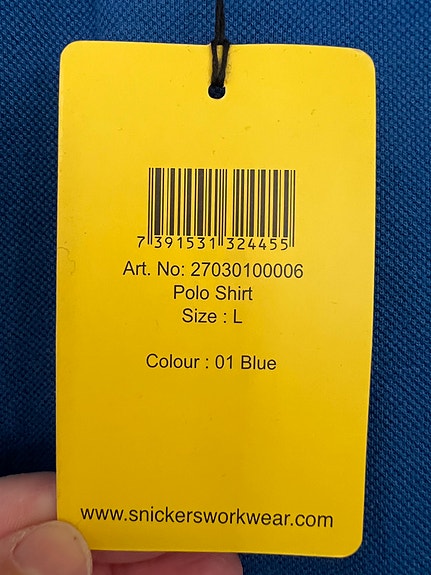 7 391531 324455
Art. No: 27030100006
Polo Shirt
Size : L
Colour : 01 Blue
www.snickersworkwear.com